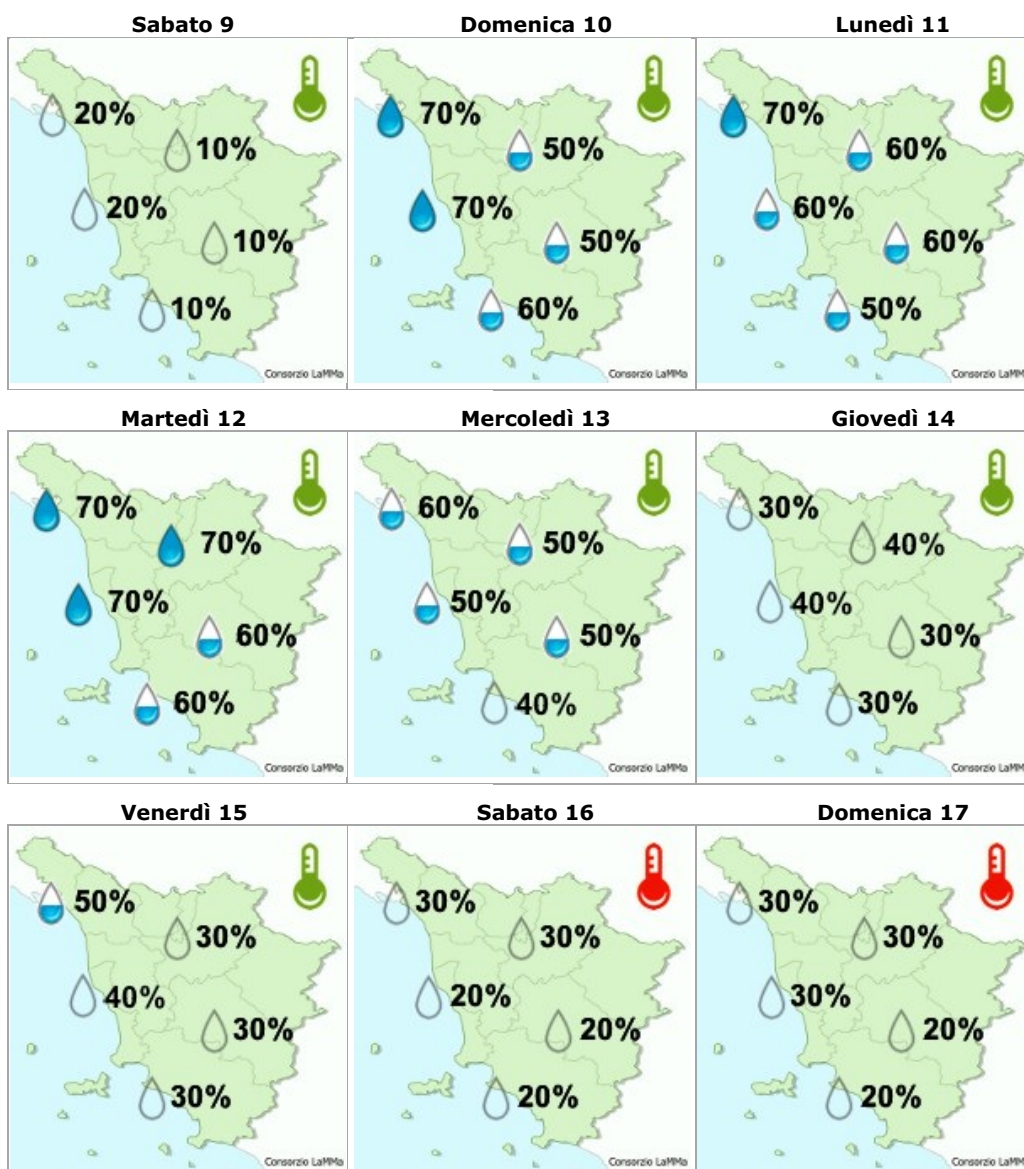 Sabato 9
Domenica 10
Lunedì 11
20%
10%
20%
10%
10%
Consorzio LaMMa
70%
50%
70%
50%
60%
Consorzio LaMMa
70%
60%
60%
60%
50%
Consorzio LaMM
Martedì 12
Mercoledì 13
Giovedì 14
70%
70%
70%
60%
60%
Consorzio LaMMa
60%
50%
50%
50%
40%
Consorzio LaMMa
30%
40%
40%
30%
30%
Consorzio LaMM
Venerdì 15
Sabato 16
Domenica 17
50%
30%
40%
30%
30%
Consorzio LaMMa
30%
30%
20%
20%
20%
Consorzio LaMMa
30%
30%
30%
20%
20%
Consorzio LaMM